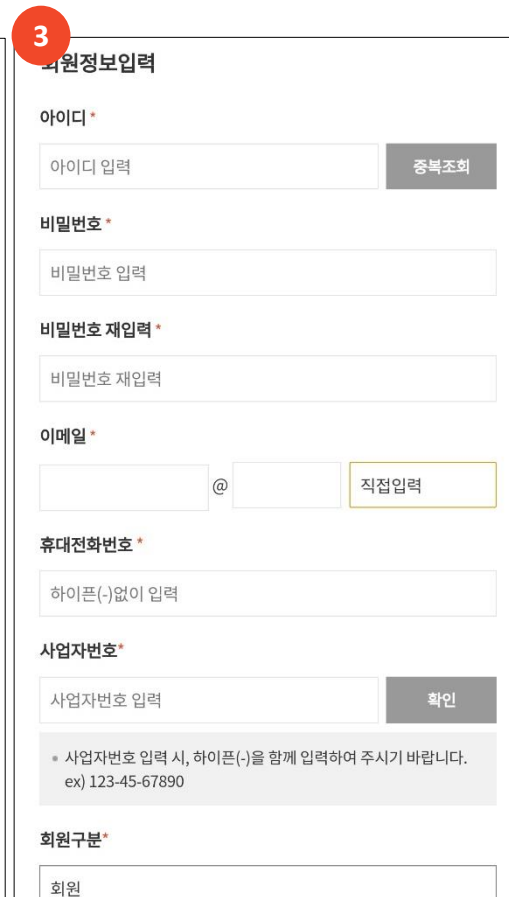 3
회원정보입력
아이디 *
아이디 입력 중복조회
비밀번호 *
비밀번호 입력
비밀번호 재입력 *
비밀번호 재입력
이메일 *
@ 직접입력
휴대전화번호 *
하이픈(-)없이 입력
사업자번호*
사업자번호 입력 확인
• 사업자번호 입력 시, 하이픈(-)을 함께 입력하여 주시기 바랍니다.
ex) 123-45-67890
회원구분*
회원